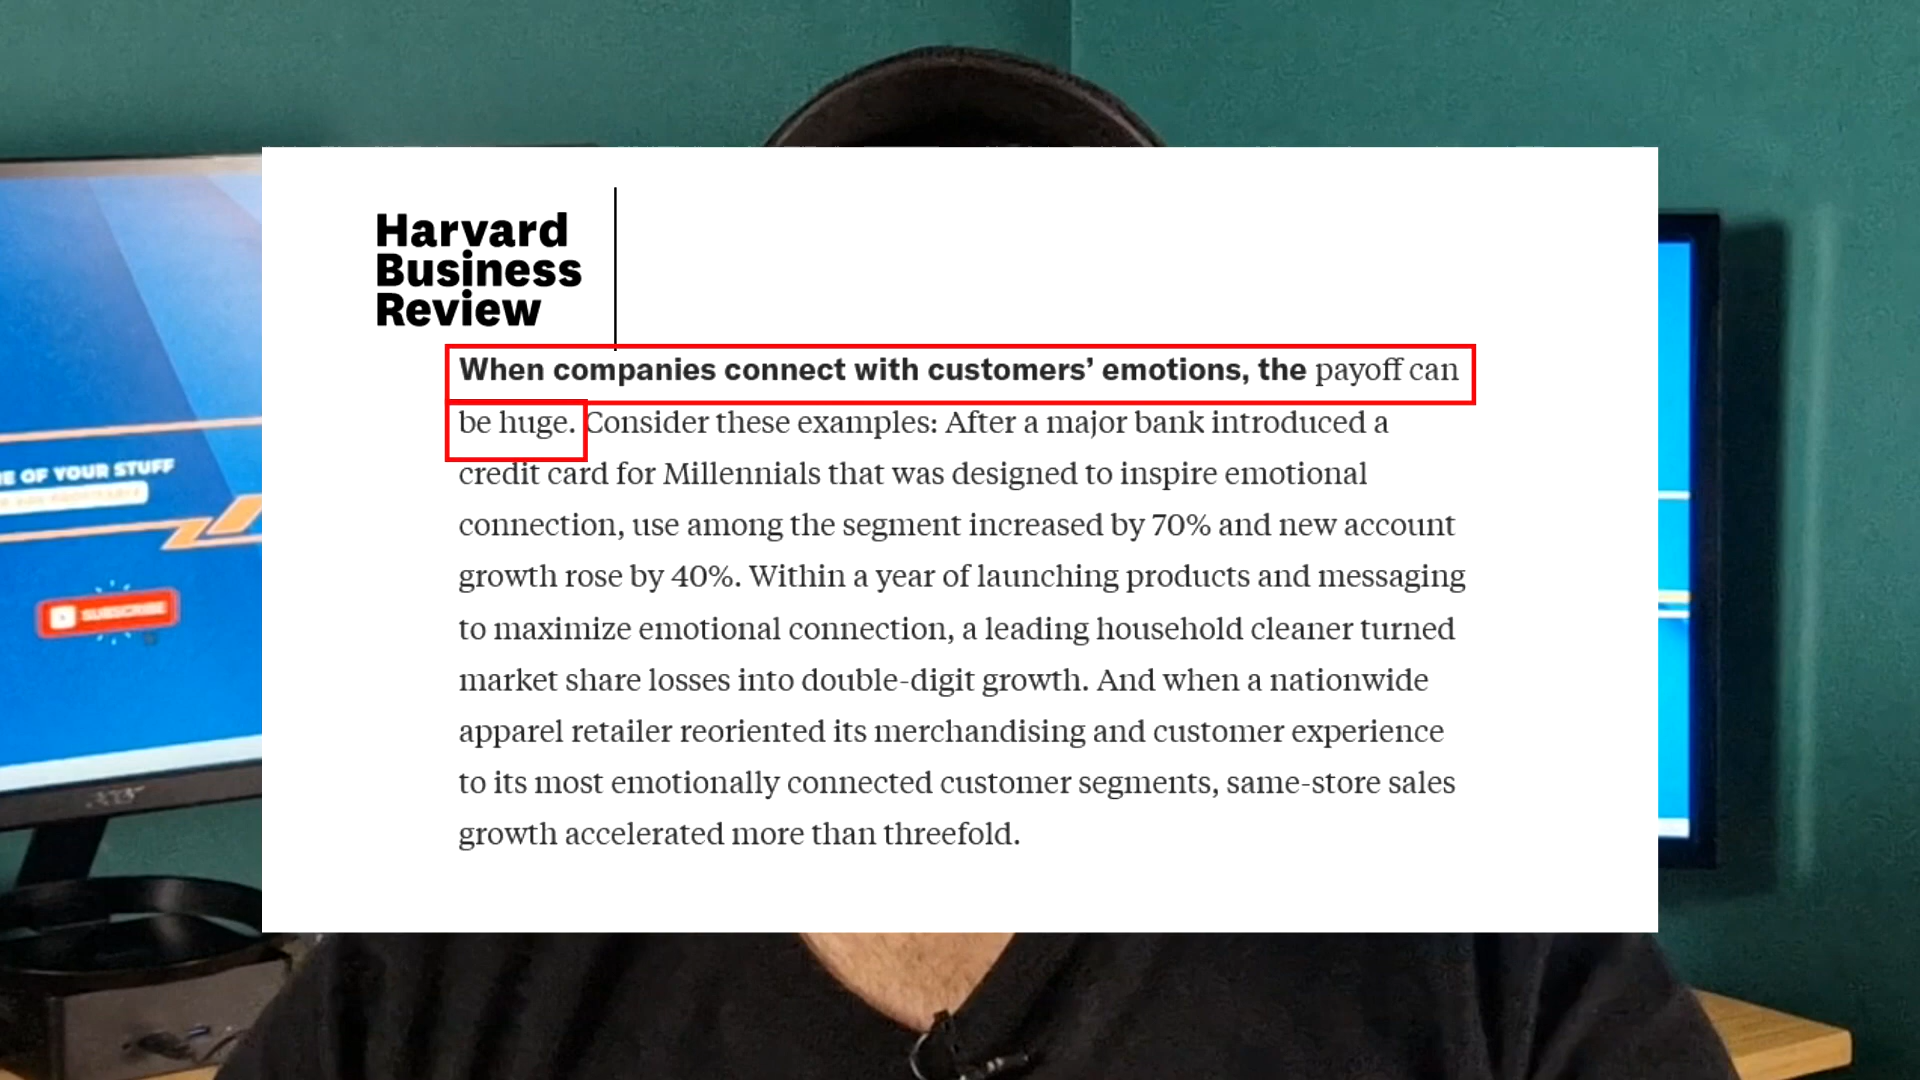 Harvard
Business
Review
When companies connect with customers’ emotions, the payoff can
be huge. Consider these examples: After a major bank introduced a
credit card for Millennials that was designed to inspire emotional
connection, use among the segment increased by 70% and new account
growth rose by 40%. Within a year of launching products and messaging
to maximize emotional connection, a leading household cleaner turned
market share losses into double-digit growth. And when a nationwide
apparel retailer reoriented its merchandising and customer experience
to its most emotionally connected customer segments, same-store sales
growth accelerated more than threefold.
E OF YOUR STUFF
SUBSCRIBE